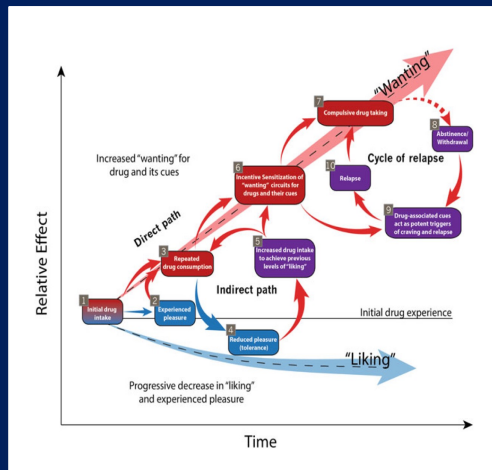 "Wanting"
7
Compulsive drug taking
8
Abstinence/
Withdrawal
Increased "wanting" for
drug and its cues
Cycle of relapse
6
Incentive Sensitization of
"wanting" circuits for
drugs and their cues
10
Relapse
9
Drug-associated cues
act as potent triggers
of craving and relapse
Direct path
3
Repeated
drug consumption
5
Increased drug intake
to achieve previous
levels of "liking"
Indirect path
1
Initial drug
intake
2
Experienced
pleasure
Initial drug experience
4
Reduced pleasure
(tolerance)
"Liking"
Progressive decrease in "liking"
and experienced pleasure
Relative Effect
Time